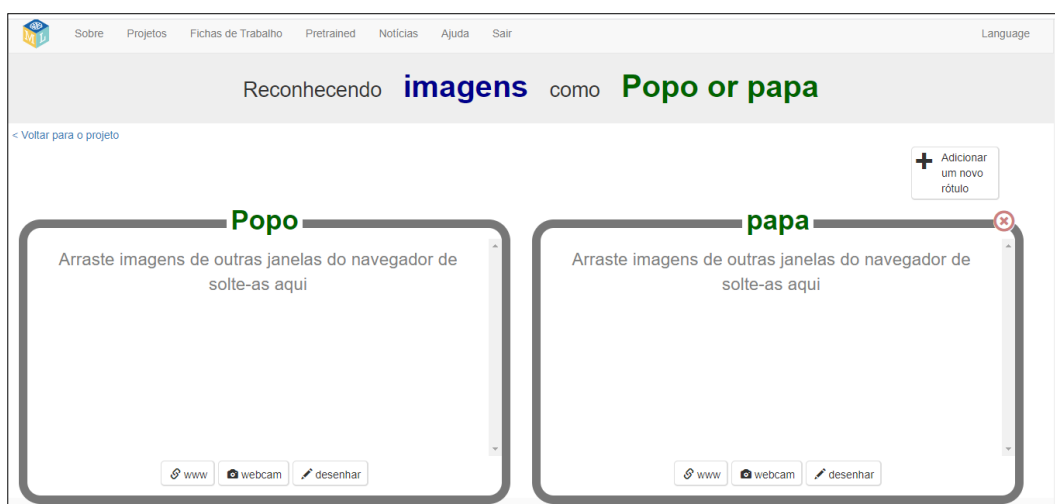 M L
Sobre Projetos Fichas de Trabalho Pretrained Notícias Ajuda Sair Language
Reconhecendo imagens como Popo or papa
< Voltar para o projeto
Adicionar
um novo
rótulo
Popo
Arraste imagens de outras janelas do navegador de
solte-as aqui
www webcam desenhar
papa
Arraste imagens de outras janelas do navegador de
solte-as aqui
www webcam desenhar